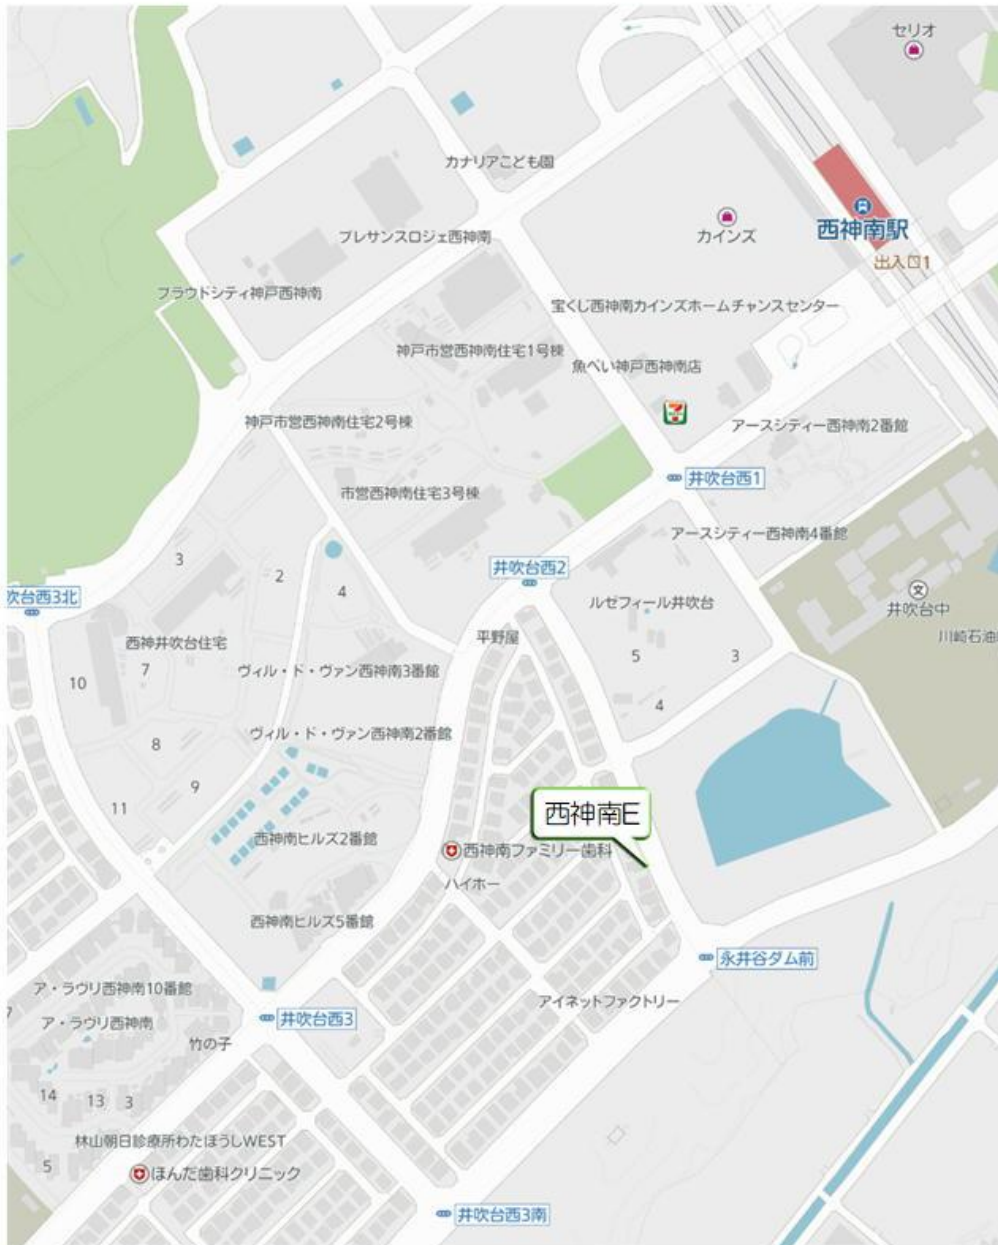 セリオ
カナリアこども園
カインズ
西神南駅
プレサンスロジェ西神南
出入口1
プラウドシティ神戸西神南
宝くじ西神南カインズホームチャンスセンター
神戸市営西神南住宅1号棟
魚べい神戸西神南店
7
神戸市営西神南住宅2号棟
アースシティー西神南2番館
井吹台西1
市営西神南住宅3号棟
アースシティー西神南4番館
3
井吹台西2
2
4
吹台西3北
ルゼフィール井吹台
文
井吹台中
川崎石油
平野屋
西神井吹台住宅
5
3
7
ヴィル・ド・ヴァン西神南3番館
10
4
ヴィル・ド・ヴァン西神南2番館
8
9
11
西神南E
西神南ヒルズ2番館
西神南ファミリー歯科
ハイホー
西神南ヒルズ5番館
永井谷ダム前
ア・ラヴリ西神南10番館
アイネットファクトリー
7
ア・ラヴリ西神南
井吹台西3
竹の子
14
13
3
林山朝日診療所わたぼうしWEST
5
ほんだ歯科クリニック
井吹台西3南